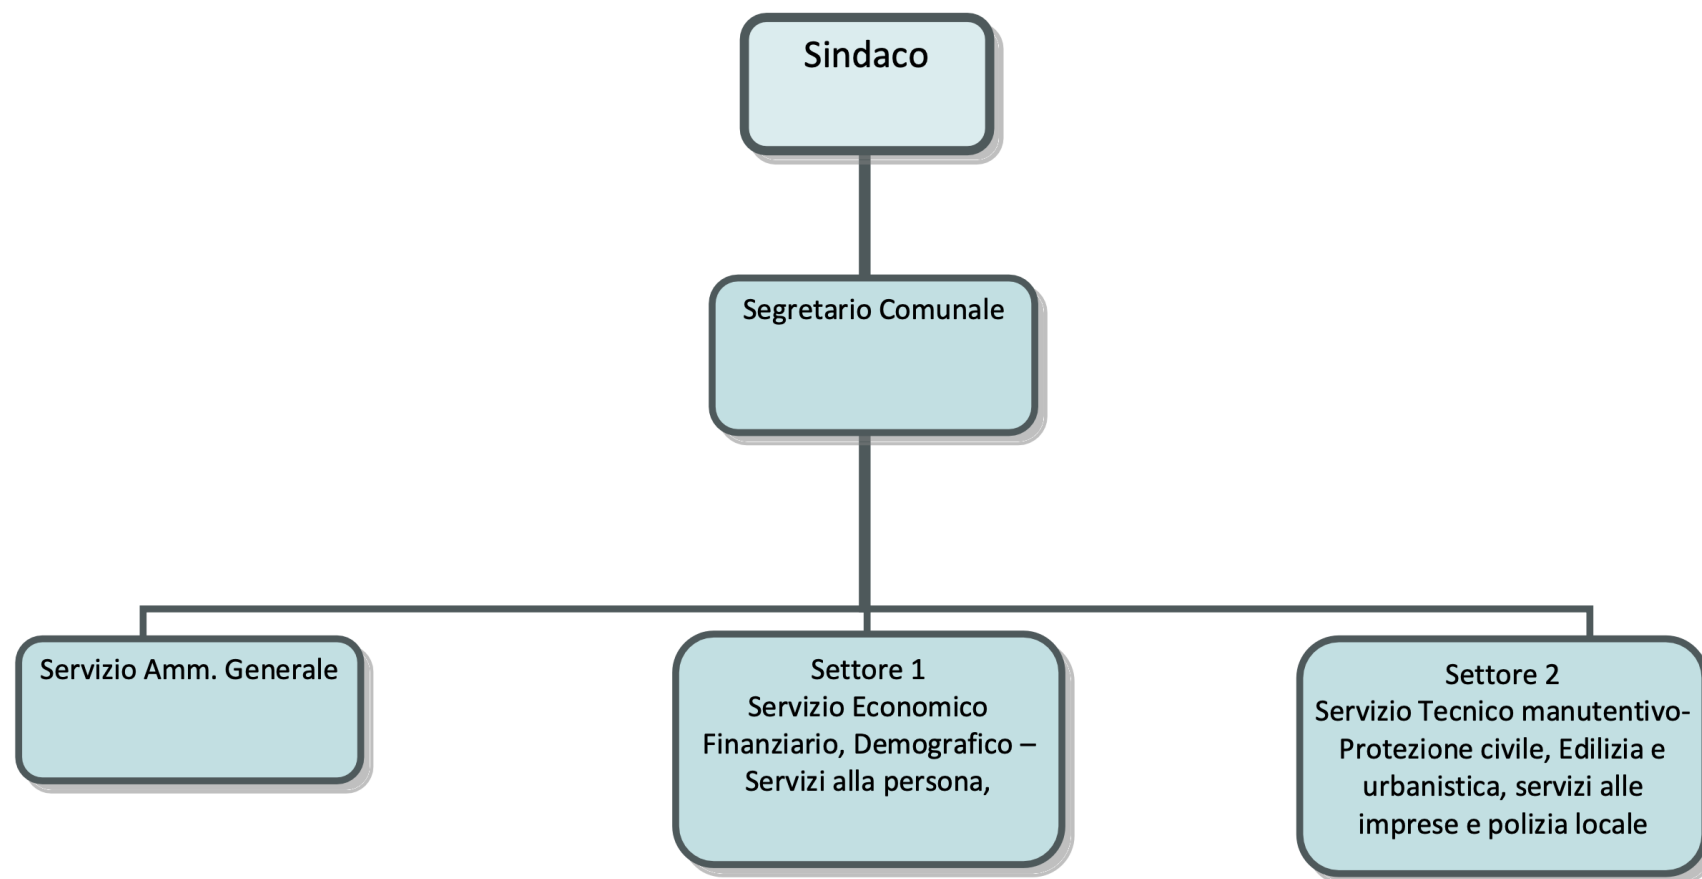 Sindaco
Segretario Comunale
Servizio Amm. Generale
Settore 1
Servizio Economico
Finanziario, Demografico –
Servizi alla persona,
Settore 2
Servizio Tecnico manutentivo-
Protezione civile, Edilizia e
urbanistica, servizi alle
imprese e polizia locale